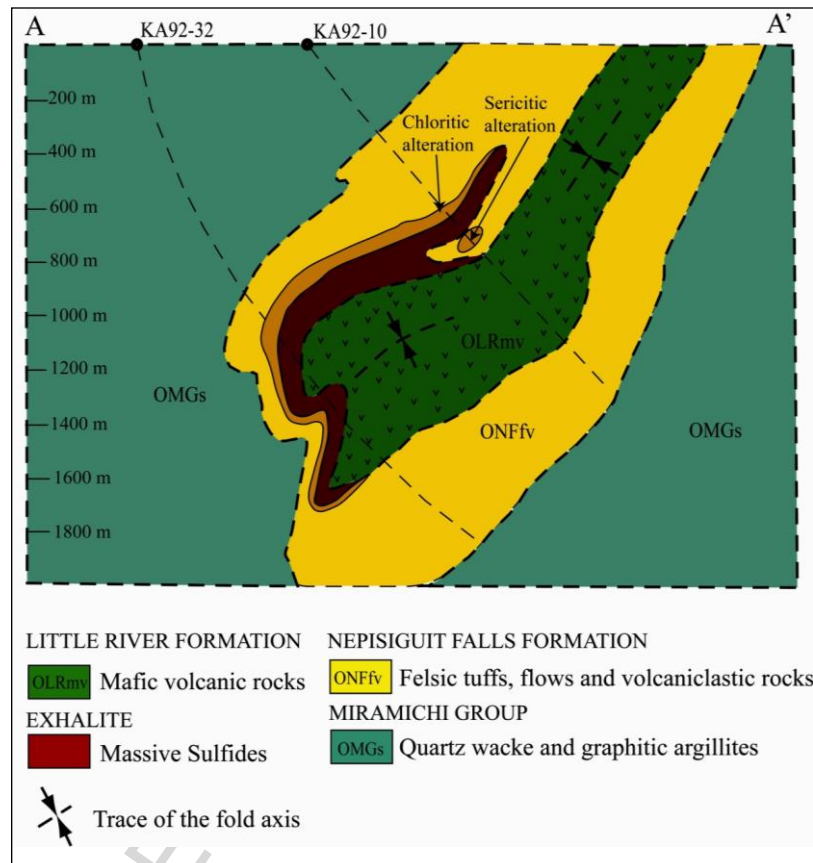 A
KA92-32
KA92-10
A’
200 m
400 m
600 m
800 m
1000 m
1200 m
1400 m
1600 m
1800 m
Chloritic
alteration
Sericitic
alteration
OLRmv
OMGs
ONFfv
OMGs
LITTLE RIVER FORMATION
OLRmv Mafic volcanic rocks
EXHALITE
Massive Sulfides
Trace of the fold axis
NEPISIGUIT FALLS FORMATION
ONFfv Felsic tuffs, flows and volcaniclastic rocks
MIRAMICHI GROUP
OMGs Quartz wacke and graphitic argillites